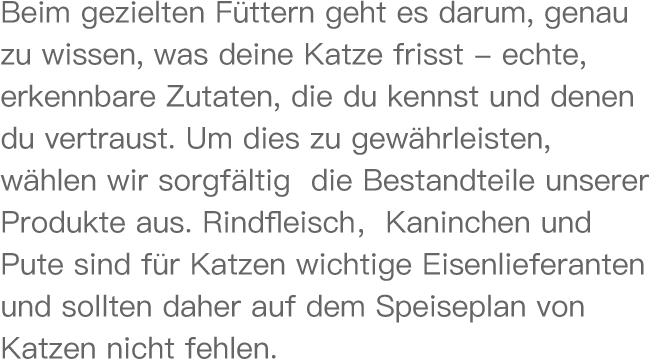 Beim gezielten Füttern geht es darum, genau
zu wissen, was deine Katze frisst – echte,
erkennbare Zutaten, die du kennst und denen
du vertraust. Um dies zu gewährleisten,
wählen wir sorgfältig  die Bestandteile unserer
Produkte aus. Rindfleisch,  Kaninchen und
Pute sind für Katzen wichtige Eisenlieferanten
und sollten daher auf dem Speiseplan von
Katzen nicht fehlen.